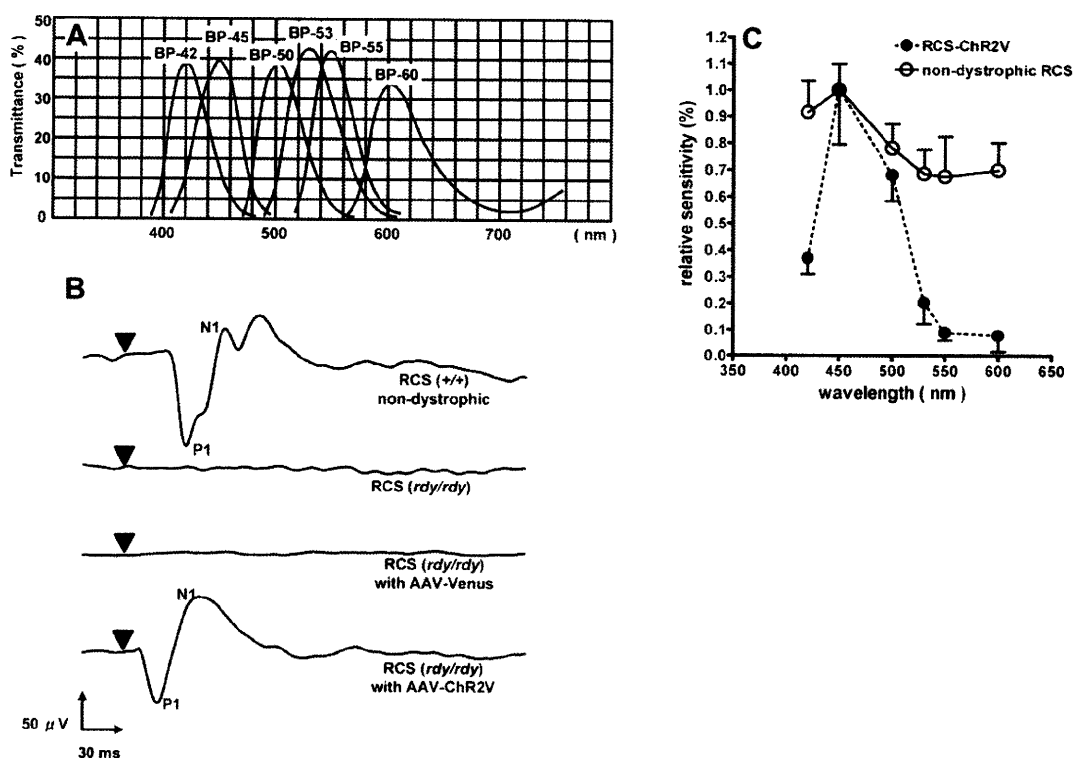 A
50
40
30
20
10
0
Transmittance ( % )
BP-42
BP-45
BP-50
BP-53
BP-55
BP-60
400
500
600
700
( nm )
B
N1
P1
RCS (+/+)
non-dystrophic
RCS (rdy/rdy)
RCS (rdy/rdy)
with AAV-Venus
N1
P1
RCS (rdy/rdy)
with AAV-ChR2V
50 μV
30 ms
C
RCS-ChR2V
non-dystrophic RCS
relative sensitivity (%)
1.2
1.1
1.0
0.9
0.8
0.7
0.6
0.5
0.4
0.3
0.2
0.1
0.0
350
400
450
500
550
600
650
wavelength ( nm )